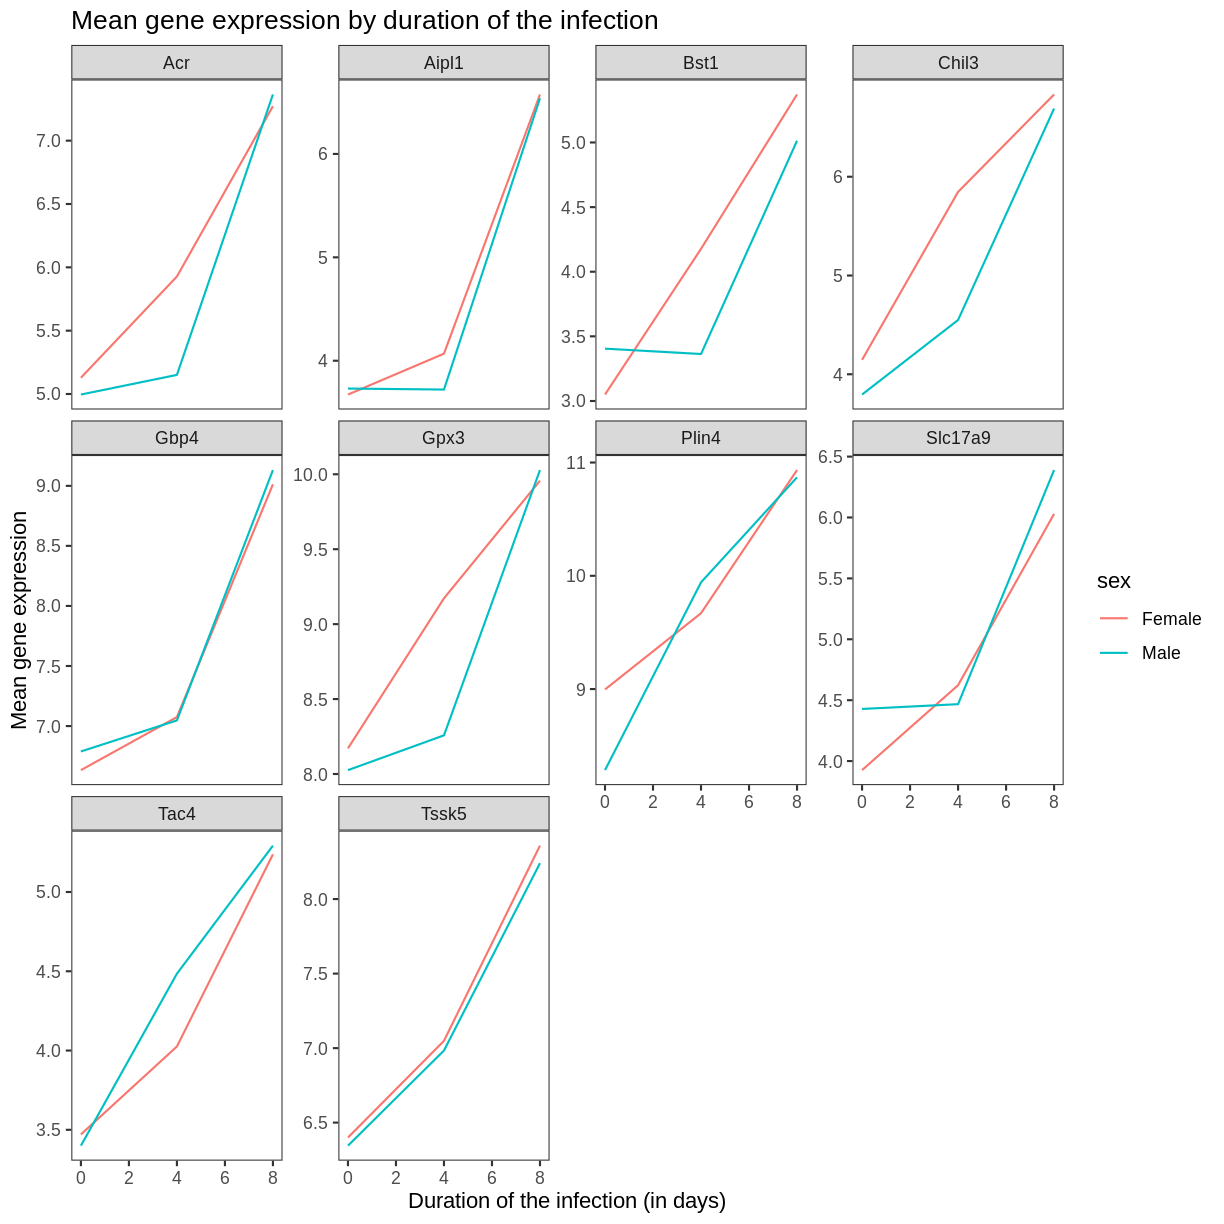 Mean gene expression by duration of the infection
Acr
Aipl1
Bst1
Chil3
7.0
6.5
6.0
5.5
5.0
6
5
4
5.0
4.5
4.0
3.5
3.0
6
5
4
Gbp4
Gpx3
Plin4
Slc17a9
9.0
8.5
8.0
7.5
7.0
10.0
9.5
9.0
8.5
8.0
11
10
9
6.5
6.0
5.5
5.0
4.5
4.0
0 2 4 6 8
0 2 4 6 8
Tac4
Tssk5
5.0
4.5
4.0
3.5
8.0
7.5
7.0
6.5
0 2 4 6 8
0 2 4 6 8
Mean gene expression
Duration of the infection (in days)
sex
Female
Male